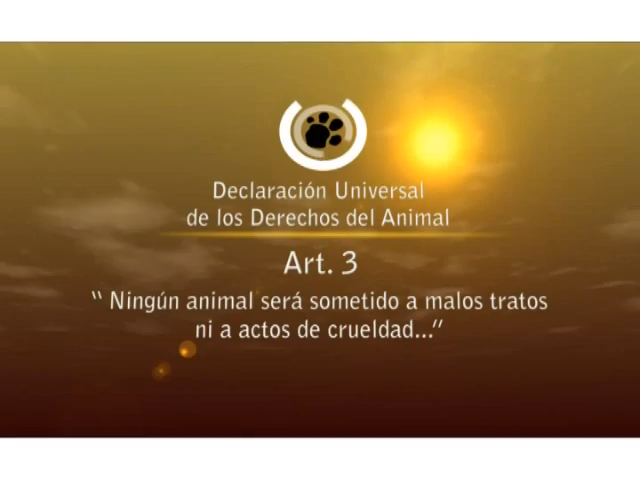 Declaración Universal
de los Derechos del Animal
Art. 3
“ Ningún animal será sometido a malos tratos
ni a actos de crueldad...”